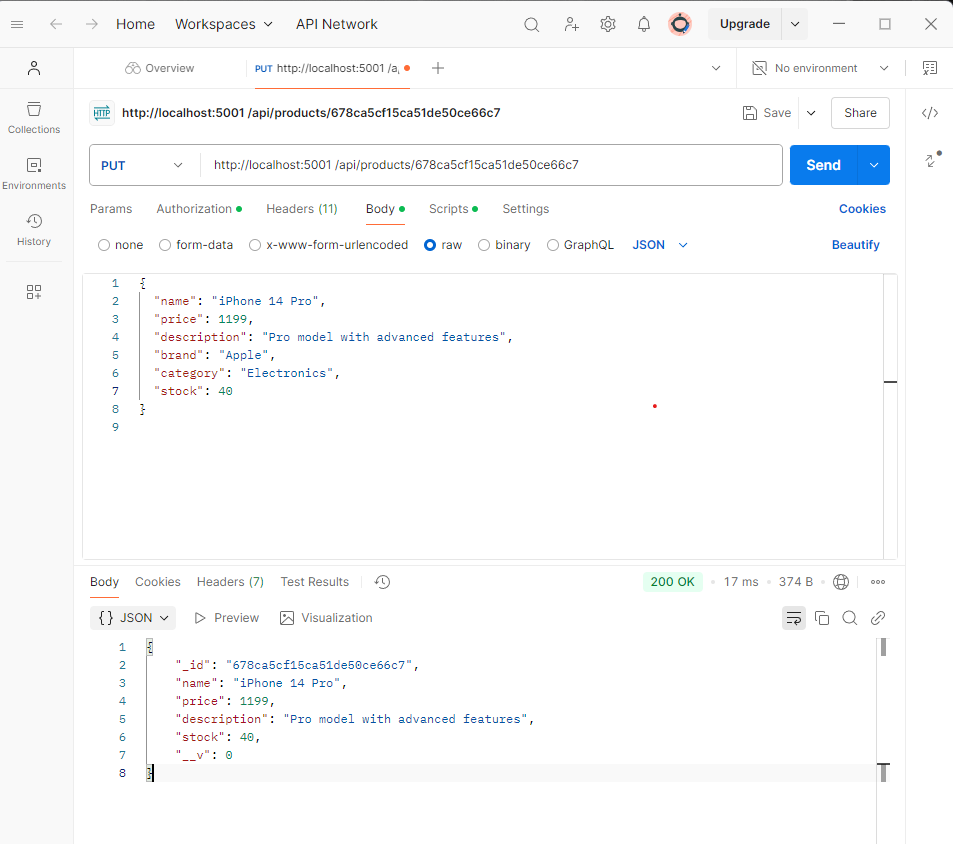 Home Workspaces API Network Upgrade
Overview PUT http://localhost:5001 /a, No environment
HTTP http://localhost:5001 /api/products/678ca5cf15ca51de50ce66c7 Save Share
Collections
PUT http://localhost:5001 /api/products/678ca5cf15ca51de50ce66c7 Send
Environments
Params Authorization Headers (11) Body Scripts Settings Cookies
History
none form-data x-www-form-urlencoded raw binary GraphQL JSON Beautify
1 {
2 "name": "iPhone 14 Pro",
3 "price": 1199,
4 "description": "Pro model with advanced features",
5 "brand": "Apple",
6 "category": "Electronics",
7 "stock": 40
8 }
9
Body Cookies Headers (7) Test Results 200 OK • 17 ms • 374 B •
{} JSON Preview Visualization
1 {
2 "_id": "678ca5cf15ca51de50ce66c7",
3 "name": "iPhone 14 Pro",
4 "price": 1199,
5 "description": "Pro model with advanced features",
6 "stock": 40,
7 "__v": 0
8 }